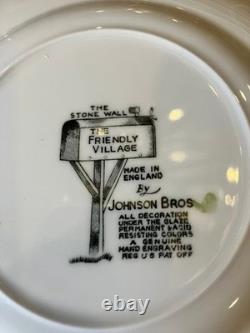 THE
STONE WALL
THE
FRIENDLY
VILLAGE
MADE IN
ENGLAND
By
JOHNSON BROS
ALL DECORATION
UNDER THE GLAZE
PERMANENT & ACID
RESISTING COLORS
A GENUINE
HAND ENGRAVING
REG US PAT OFF